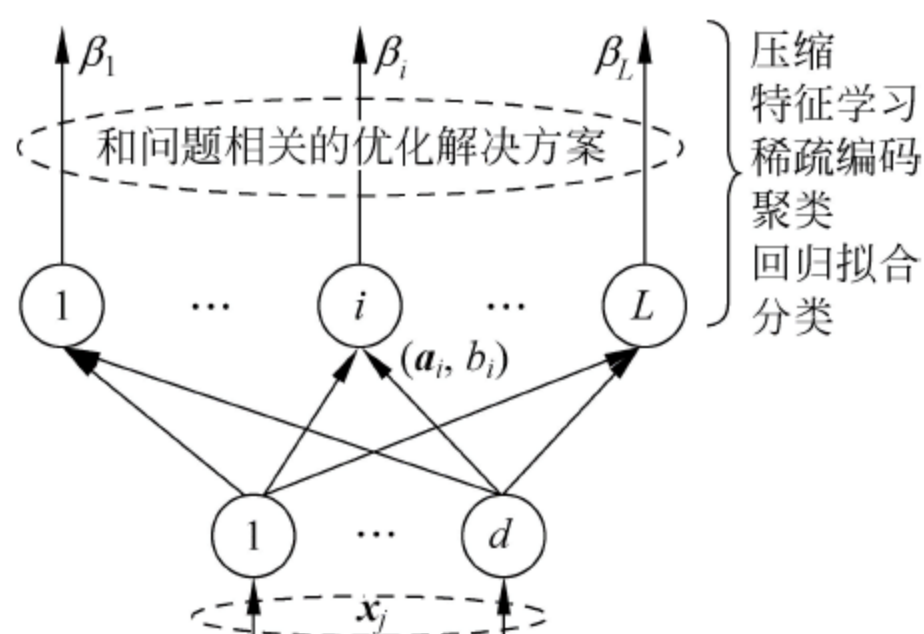 β₁
βᵢ
β_L
压缩
特征学习
稀疏编码
聚类
回归拟合
分类
和问题相关的优化解决方案
1 … i … L
(aᵢ, bᵢ)
1 … d
xⱼ